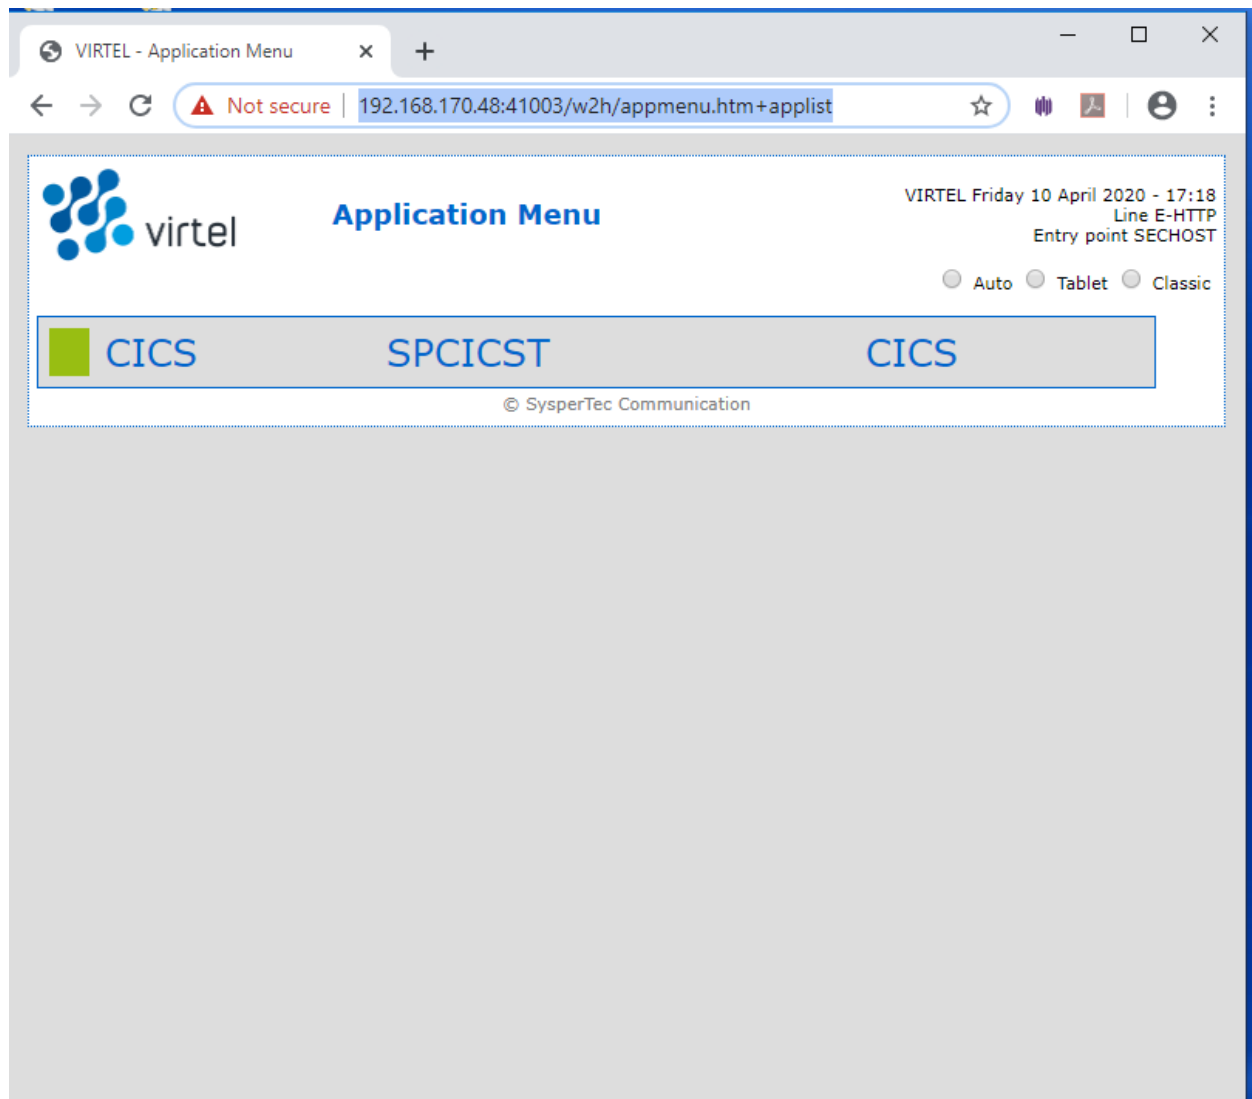 VIRTEL - Application Menu
Not secure | 192.168.170.48:41003/w2h/appmenu.htm+applist
virtel
Application Menu
VIRTEL Friday 10 April 2020 - 17:18
Line E-HTTP
Entry point SECHOST
Auto Tablet Classic
CICS SPCICST CICS
© SysperTec Communication